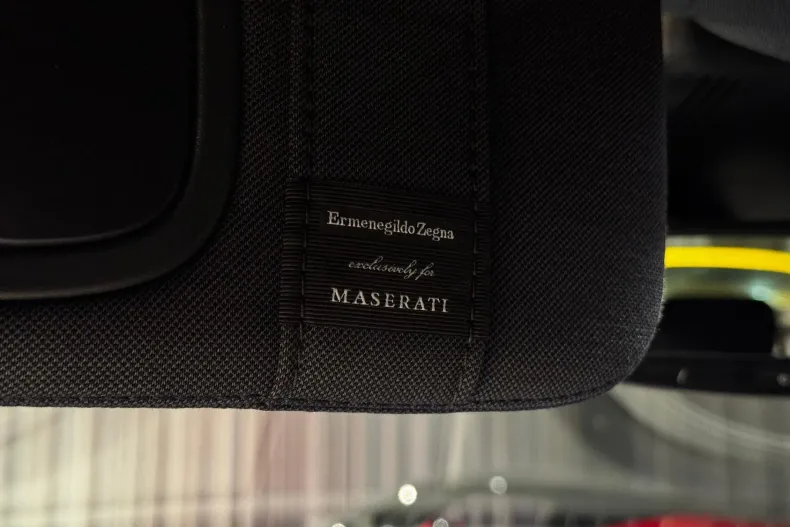 Ermenegildo Zegna
exclusively for
MASERATI